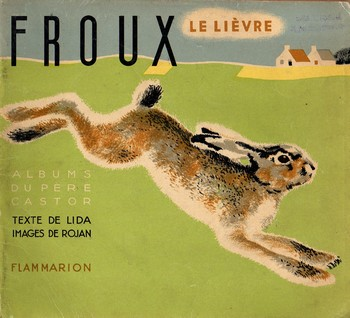 FROUX
LE LIÈVRE
ALBUMS
DU PÈRE
CASTOR
TEXTE DE LIDA
IMAGES DE ROJAN
FLAMMARION